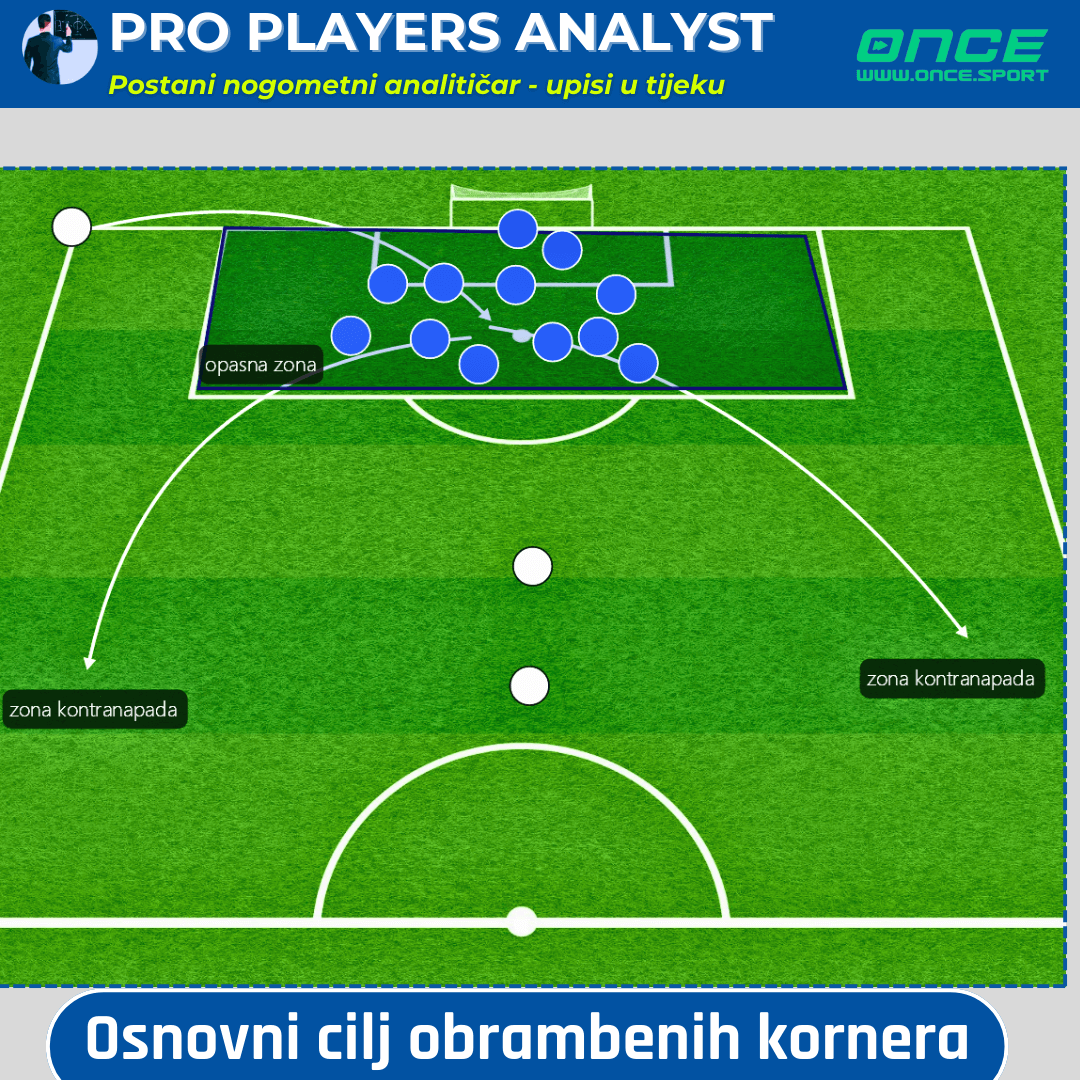 PRO PLAYERS ANALYST
Postani nogometni analitičar - upisi u tijeku
ONCE
WWW.ONCE.SPORT
opasna zona
zona kontranapada
zona kontranapada
Osnovni cilj obrambenih kornera